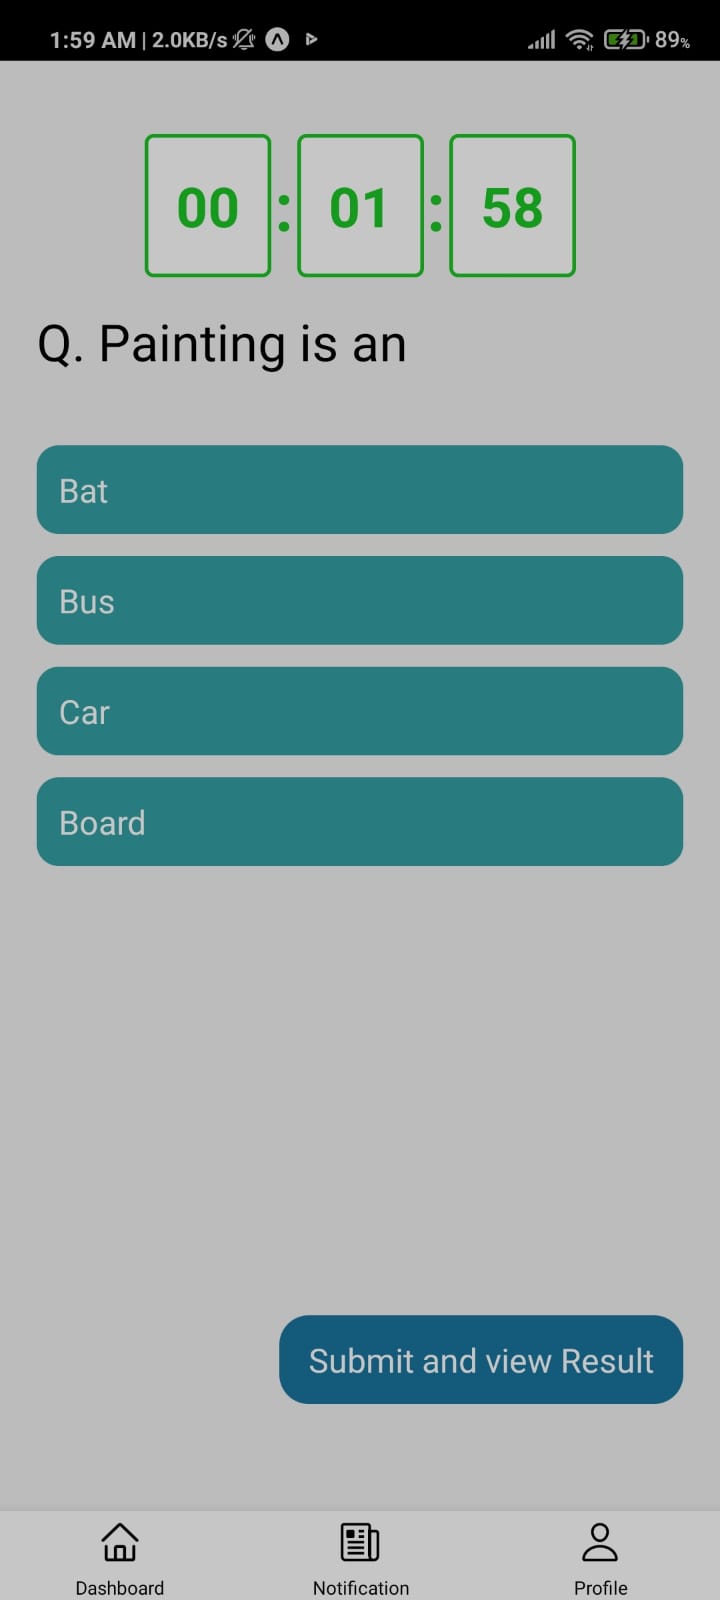 1:59 AM | 2.0KB/s 89%
00 : 01 : 58
Q. Painting is an
Bat
Bus
Car
Board
Submit and view Result
Dashboard Notification Profile